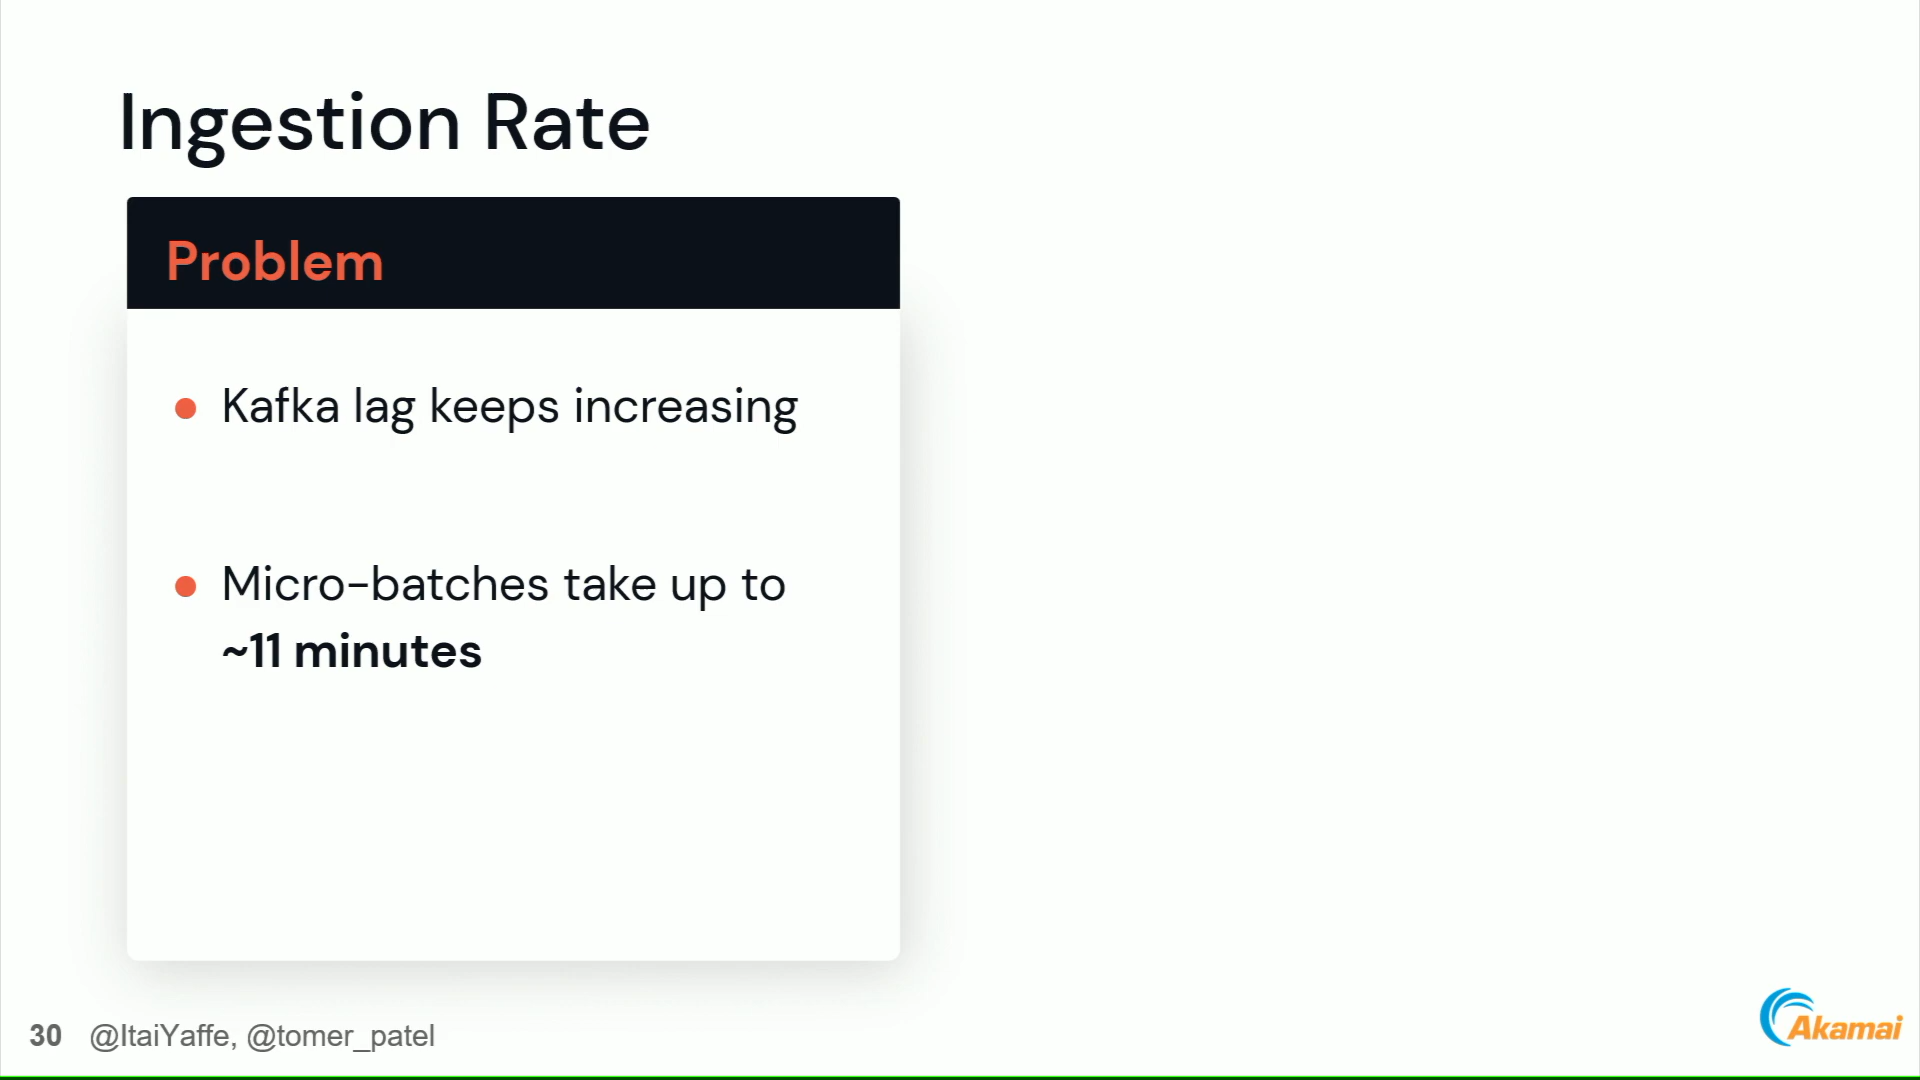 Ingestion Rate
Problem
● Kafka lag keeps increasing
● Micro-batches take up to
~11 minutes
30 @ItaiYaffe, @tomer_patel
Akamai